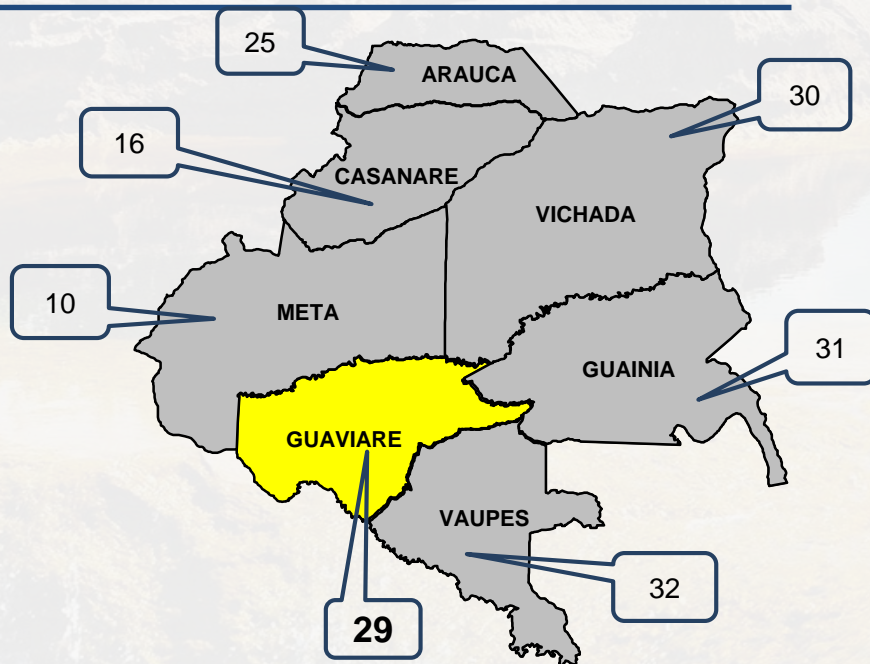 25
ARAUCA
30
16
CASANARE
VICHADA
10
META
31
GUAINIA
GUAVIARE
VAUPES
32
29